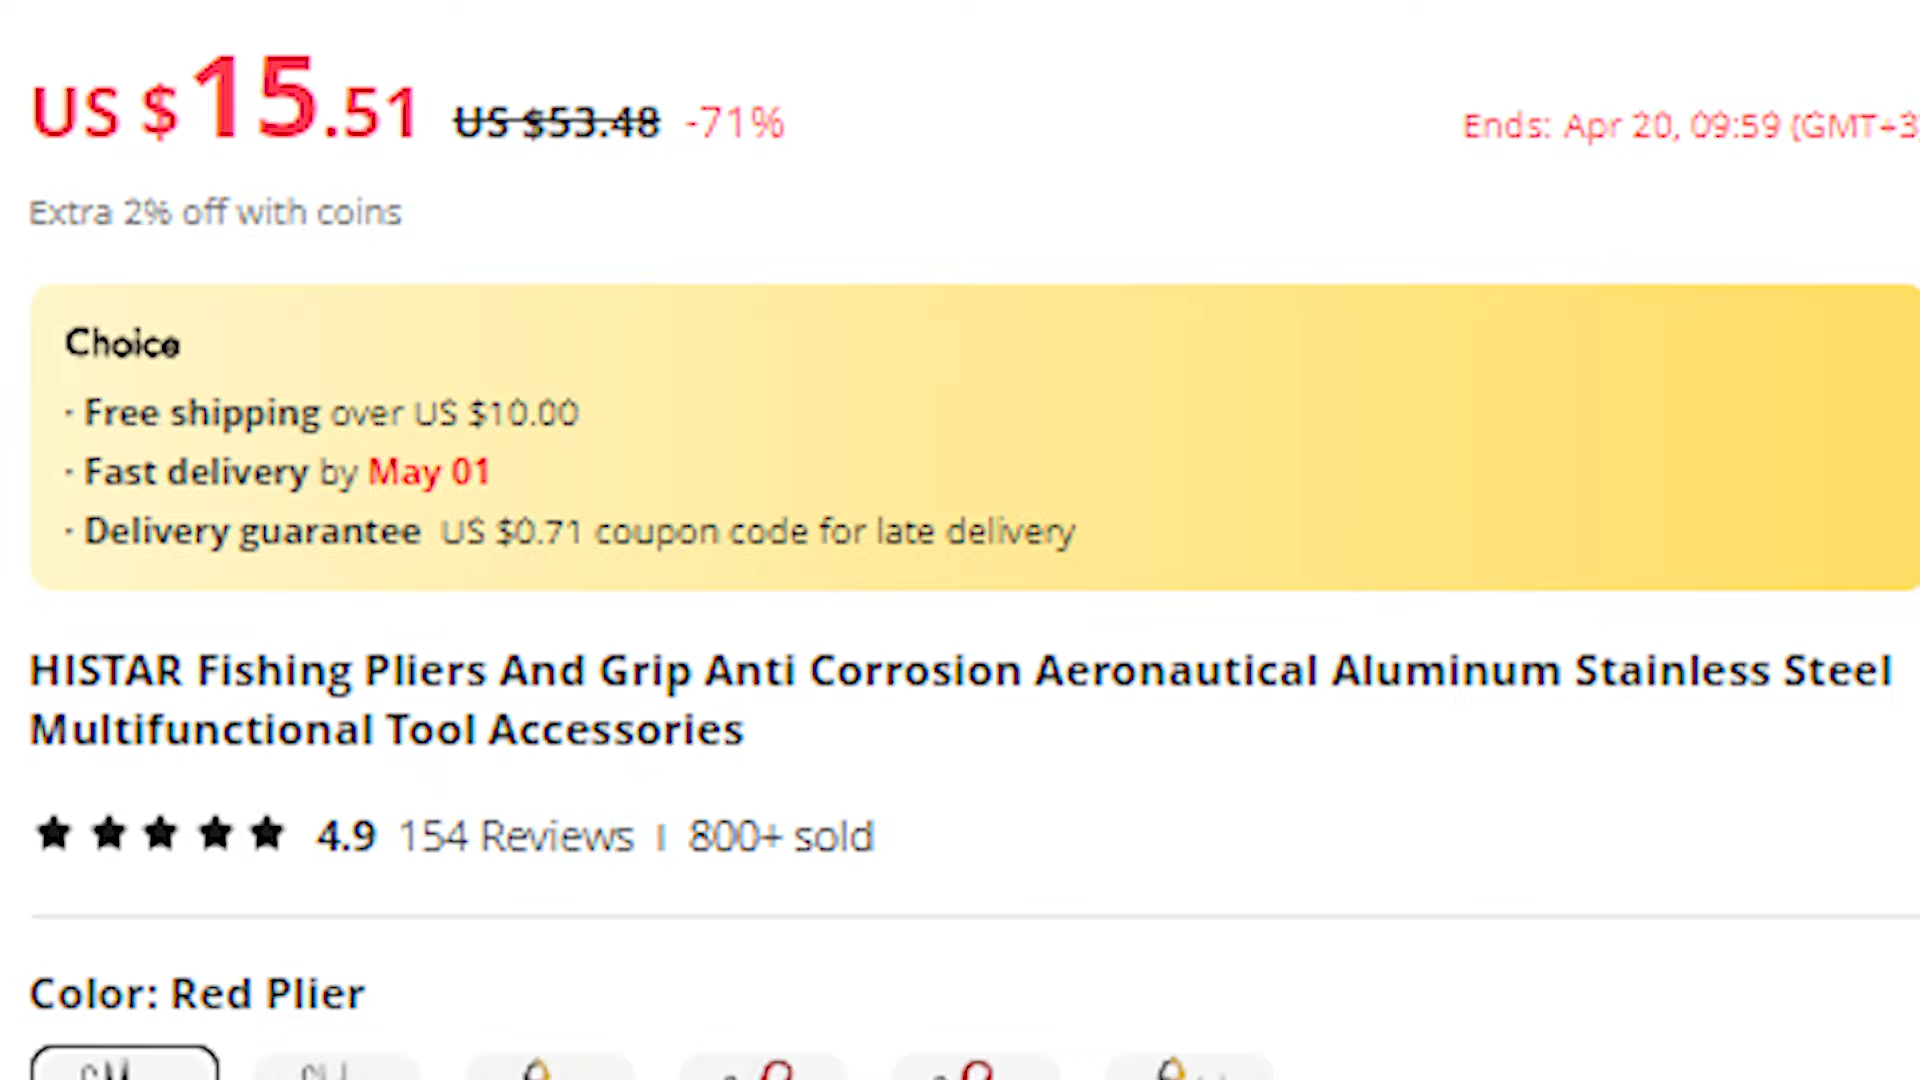 US $15.51 US $53.48 -71% Ends: Apr 20, 09:59 (GMT+3)
Extra 2% off with coins
Choice
· Free shipping over US $10.00
· Fast delivery by May 01
· Delivery guarantee US $0.71 coupon code for late delivery
HISTAR Fishing Pliers And Grip Anti Corrosion Aeronautical Aluminum Stainless Steel
Multifunctional Tool Accessories
4.9 154 Reviews | 800+ sold
Color: Red Plier